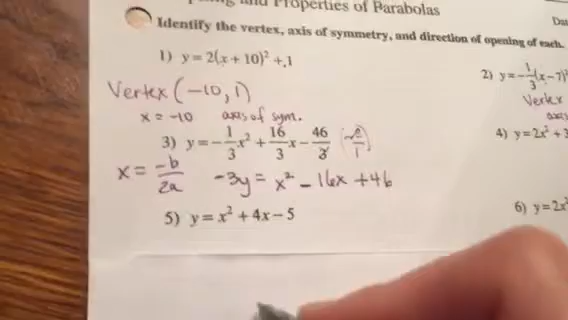 and Properties of Parabolas
Identify the vertex, axis of symmetry, and direction of opening of each.
1) y = 2(x + 10)² + 1
2) y = -1/3(x - 7)²
Vertex (-10, 1)
Vertex
x = -10 axis of sym.
3) y = -1/3x² + 16/3x - 46/3
4) y = 2x² + 3
x = -b/2a -3y = x² - 16x + 46
5) y = x² + 4x - 5
6) y = 2x²